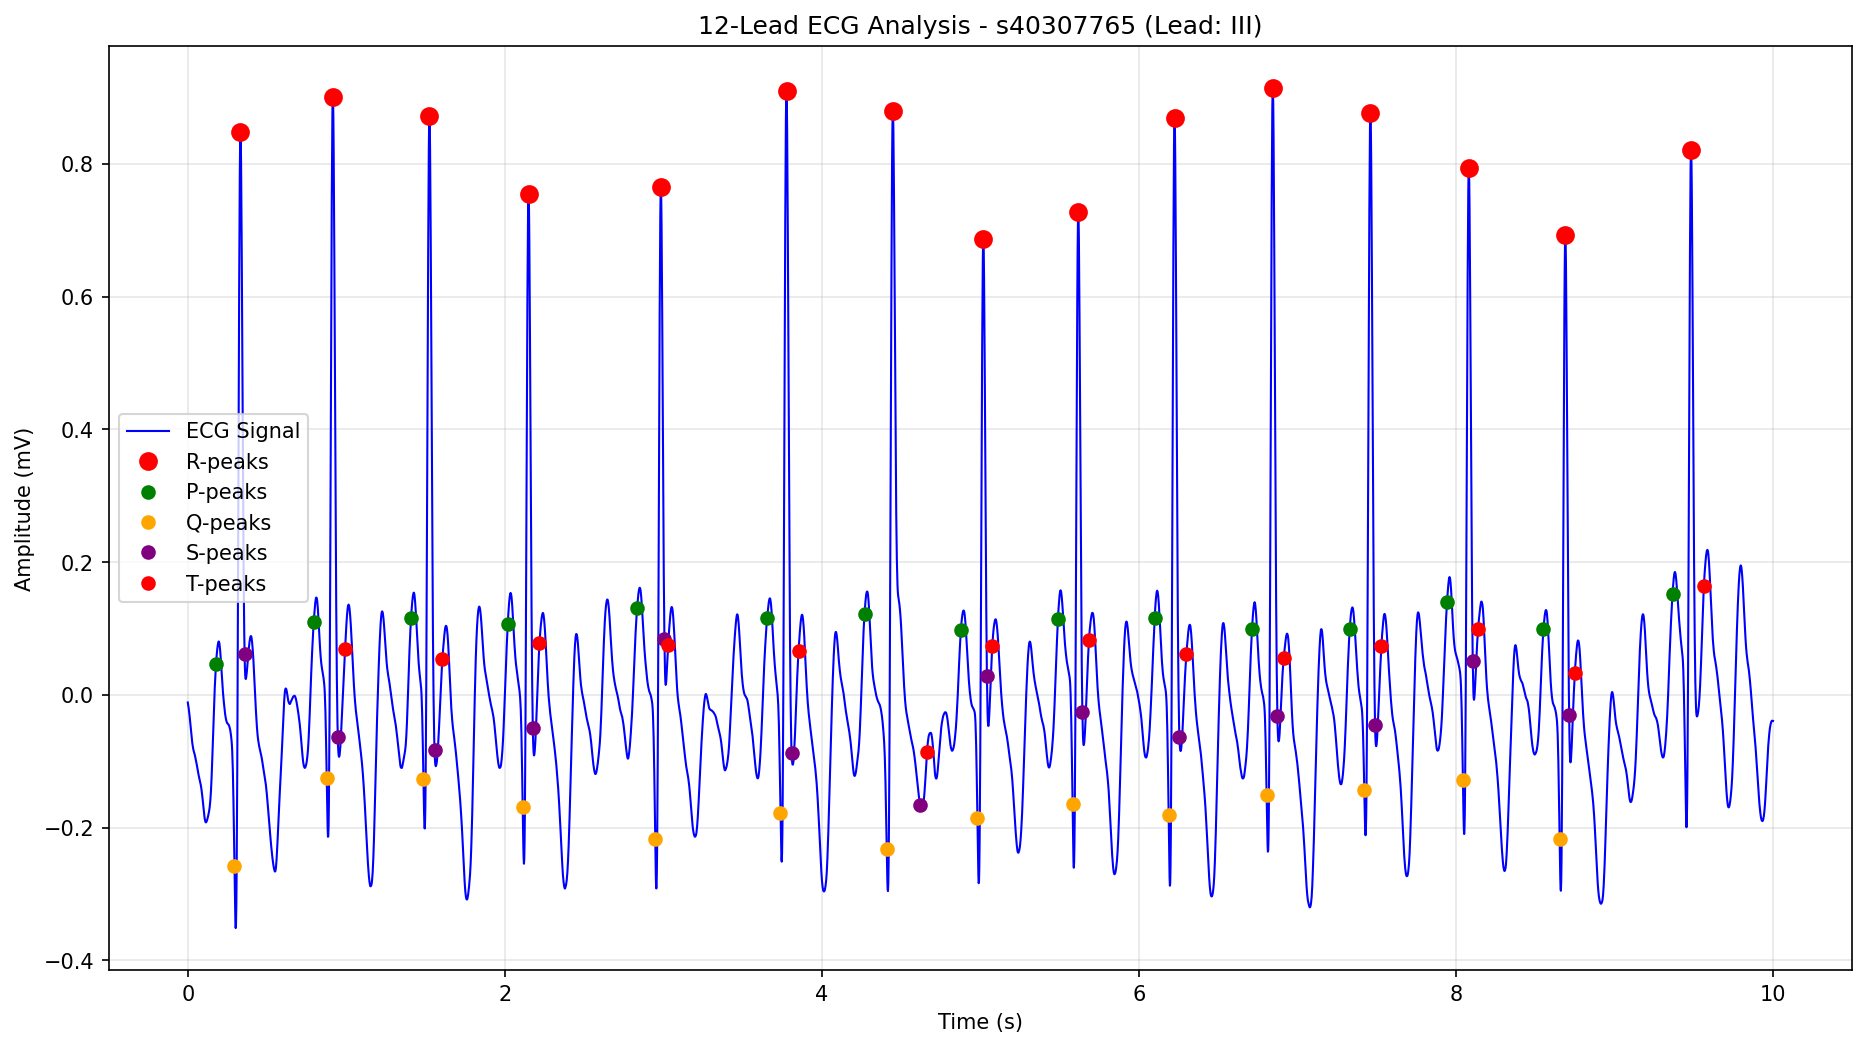 12-Lead ECG Analysis - s40307765 (Lead: III)
Amplitude (mV)
0.8
0.6
0.4
0.2
0.0
−0.2
−0.4
ECG Signal
R-peaks
P-peaks
Q-peaks
S-peaks
T-peaks
0 2 4 6 8 10
Time (s)